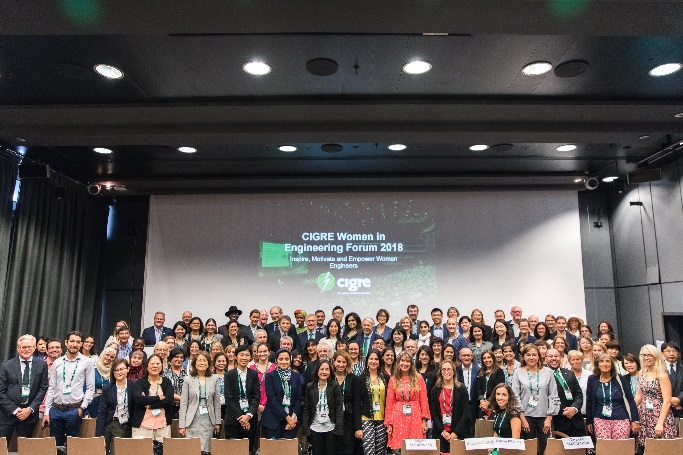 CIGRE Women in
Engineering Forum 2018
Inspire, Motivate and Empower Women
Engineers
cigre